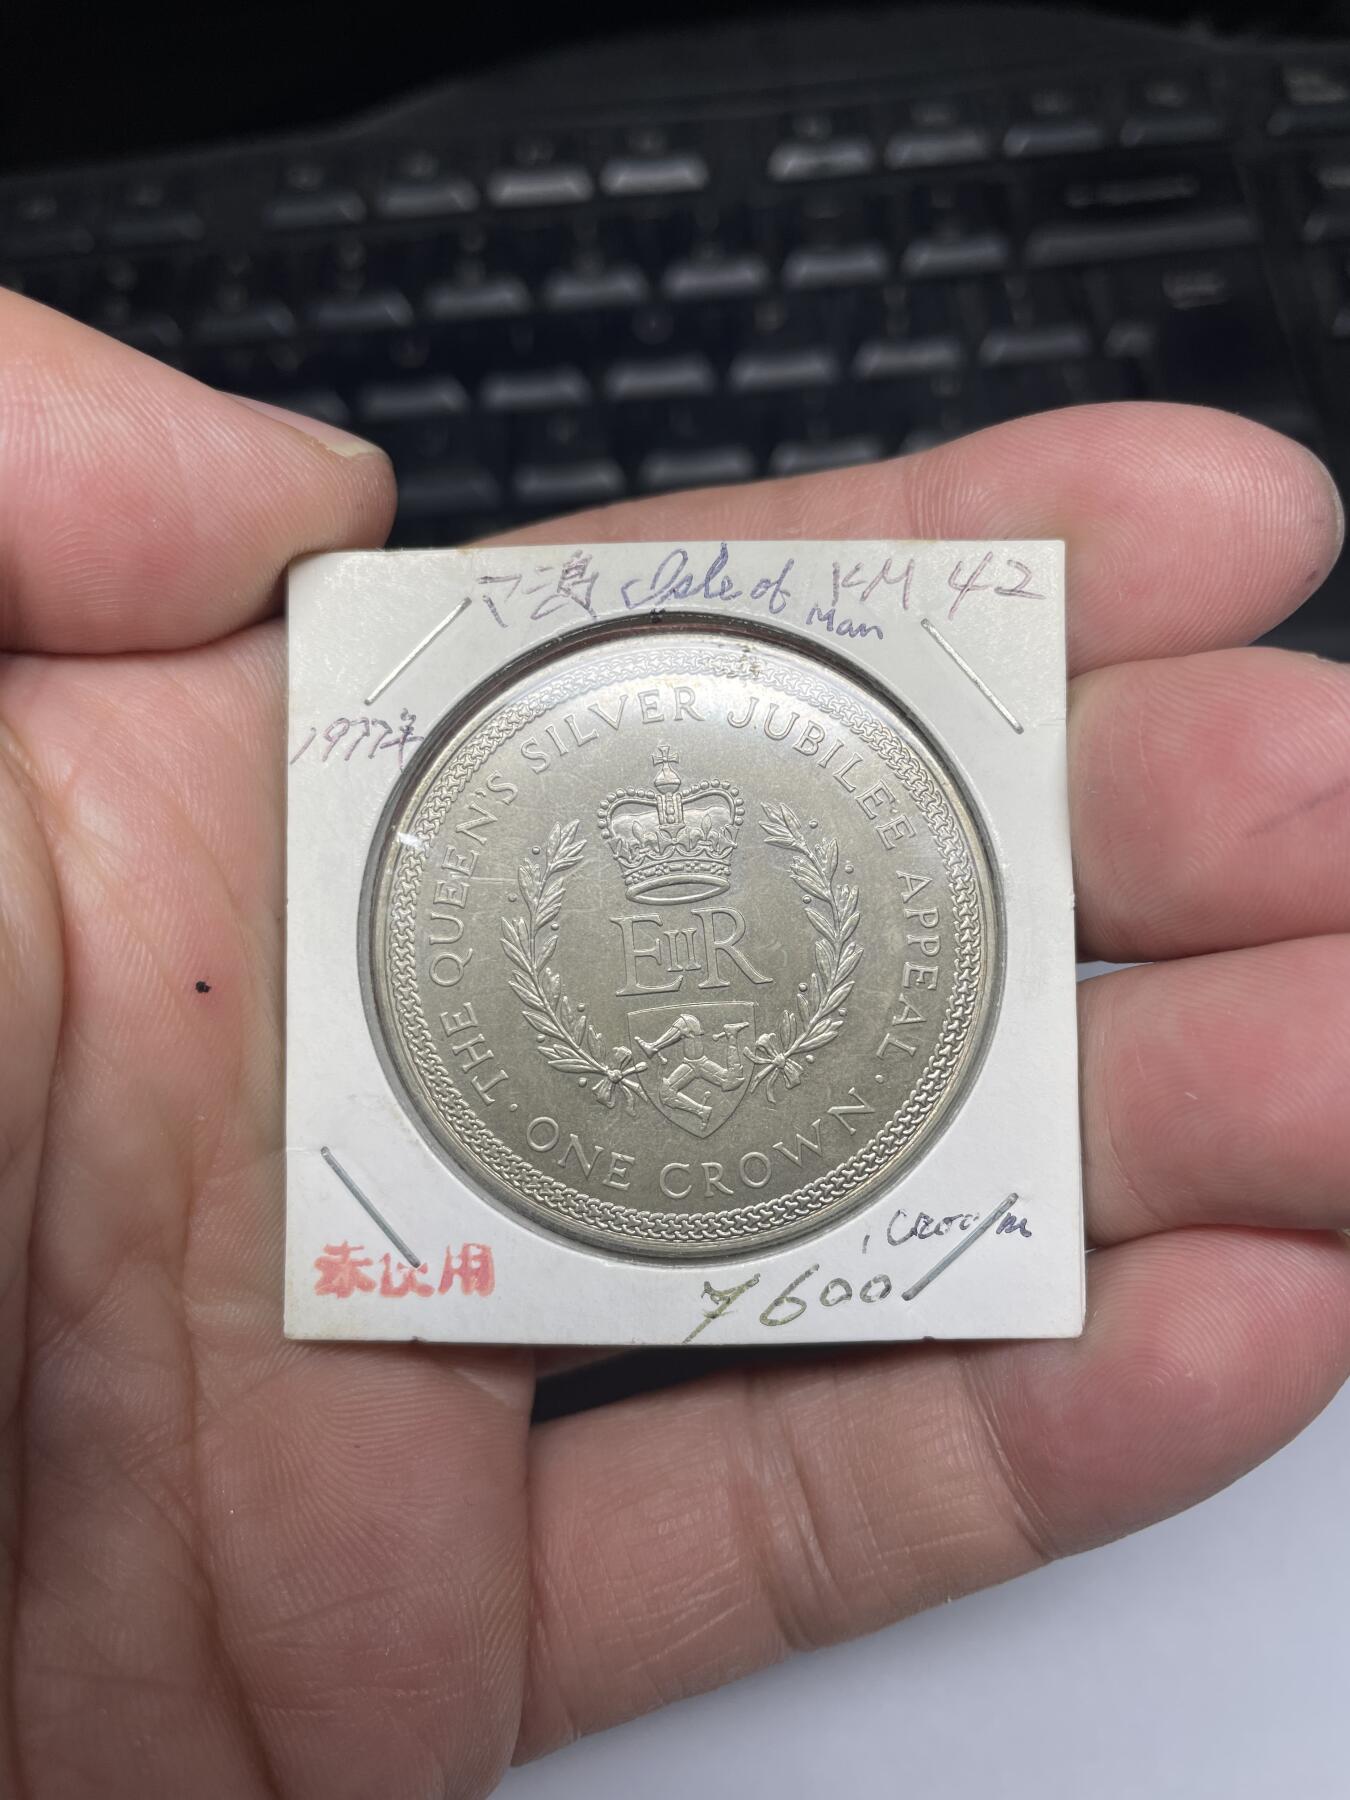 マン島 Isle of Man KM 42
1977年
THE QUEEN'S SILVER JUBILEE APPEAL · ONE CROWN ·
EIIR
1 Crown
未使用
¥600